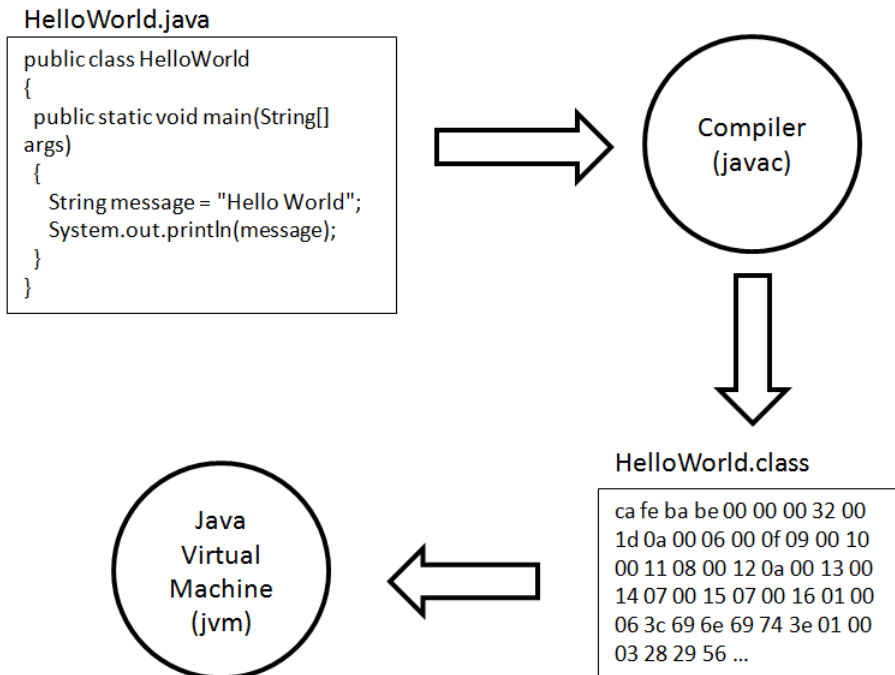 HelloWorld.java
public class HelloWorld
{
public static void main(String[]
args)
{
String message = "Hello World";
System.out.println(message);
}
}
Compiler
(javac)
HelloWorld.class
ca fe ba be 00 00 00 32 00
1d 0a 00 06 00 0f 09 00 10
00 11 08 00 12 0a 00 13 00
14 07 00 15 07 00 16 01 00
06 3c 69 6e 69 74 3e 01 00
03 28 29 56 ...
Java
Virtual
Machine
(jvm)